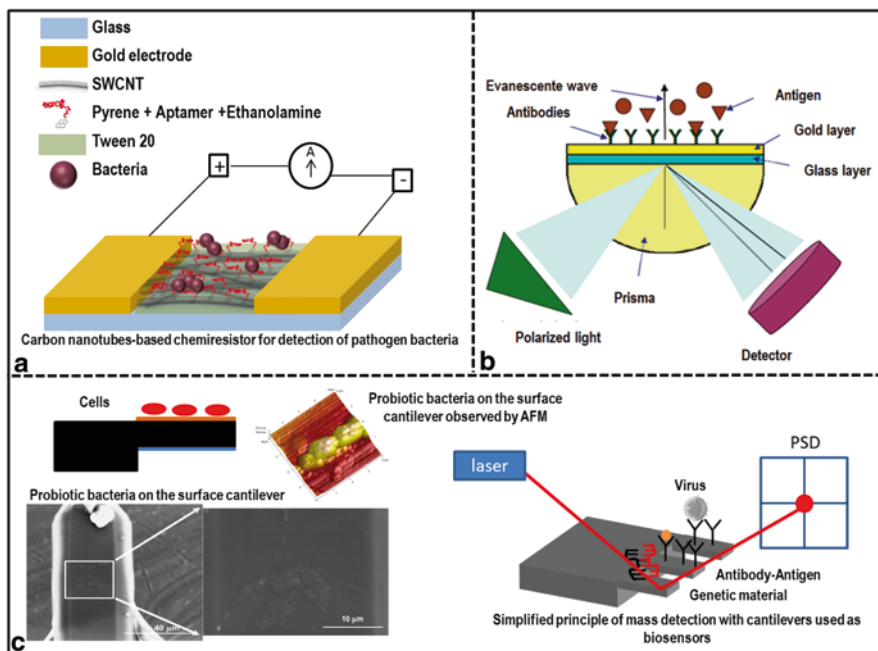 Glass
Gold electrode
SWCNT
Pyrene + Aptamer +Ethanolamine
Tween 20
Bacteria
A
+
-
Carbon nanotubes-based chemiresistor for detection of pathogen bacteria
a
Evanescente wave
Antibodies
Antigen
Gold layer
Glass layer
Prisma
Polarized light
Detector
b
Cells
Probiotic bacteria on the surface
cantilever observed by AFM
Probiotic bacteria on the surface cantilever
40 µm
10 µm
laser
Virus
PSD
Antibody-Antigen
Genetic material
Simplified principle of mass detection with cantilevers used as
biosensors
c